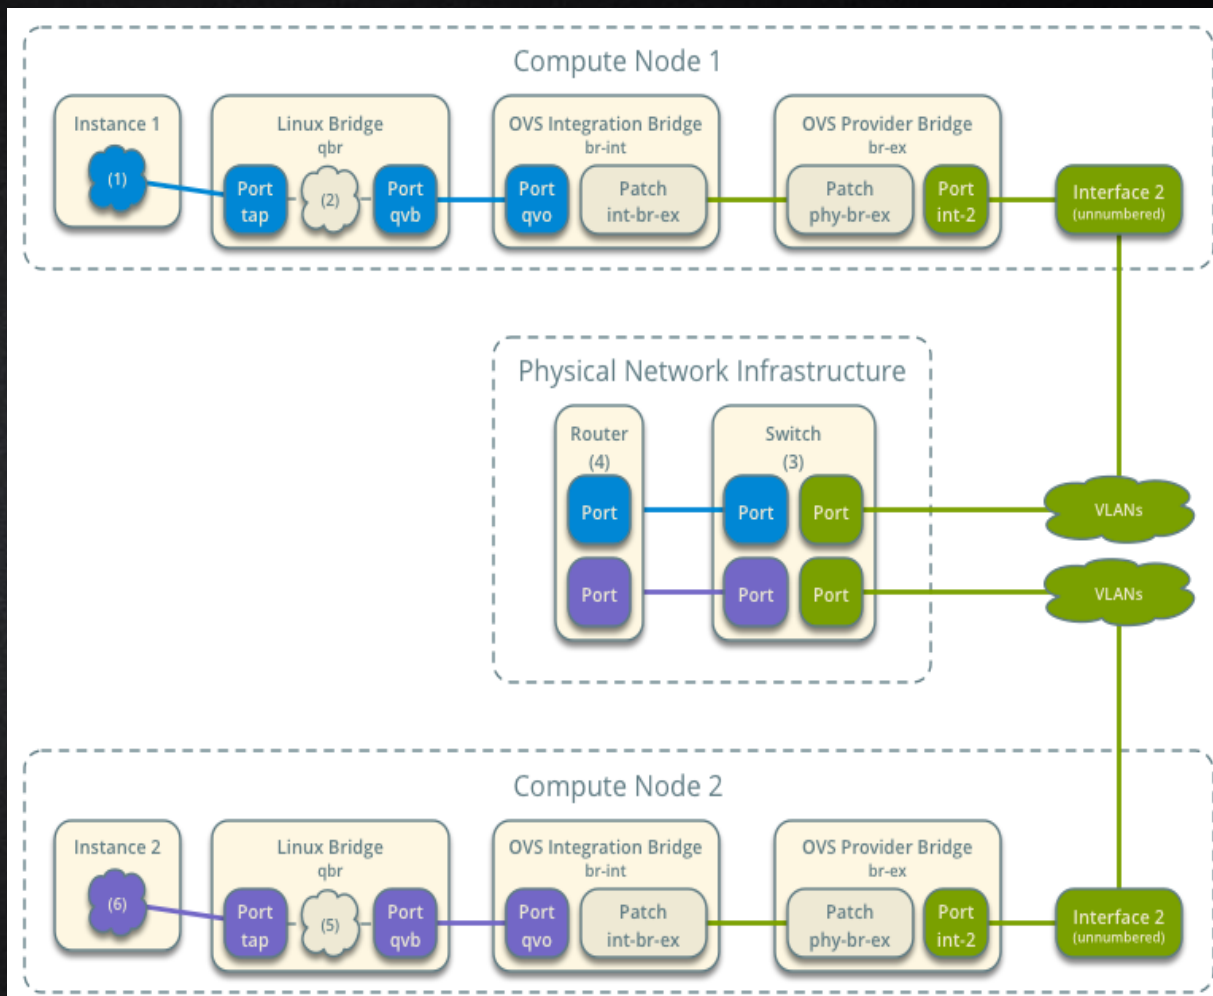 Compute Node 1
Instance 1
(1)
Linux Bridge
qbr
Port
tap
(2)
Port
qvb
OVS Integration Bridge
br-int
Port
qvo
Patch
int-br-ex
OVS Provider Bridge
br-ex
Patch
phy-br-ex
Port
int-2
Interface 2
(unnumbered)
Physical Network Infrastructure
Router
(4)
Switch
(3)
Port
Port
Port
VLANs
Port
Port
Port
VLANs
Compute Node 2
Instance 2
(6)
Linux Bridge
qbr
Port
tap
(5)
Port
qvb
OVS Integration Bridge
br-int
Port
qvo
Patch
int-br-ex
OVS Provider Bridge
br-ex
Patch
phy-br-ex
Port
int-2
Interface 2
(unnumbered)